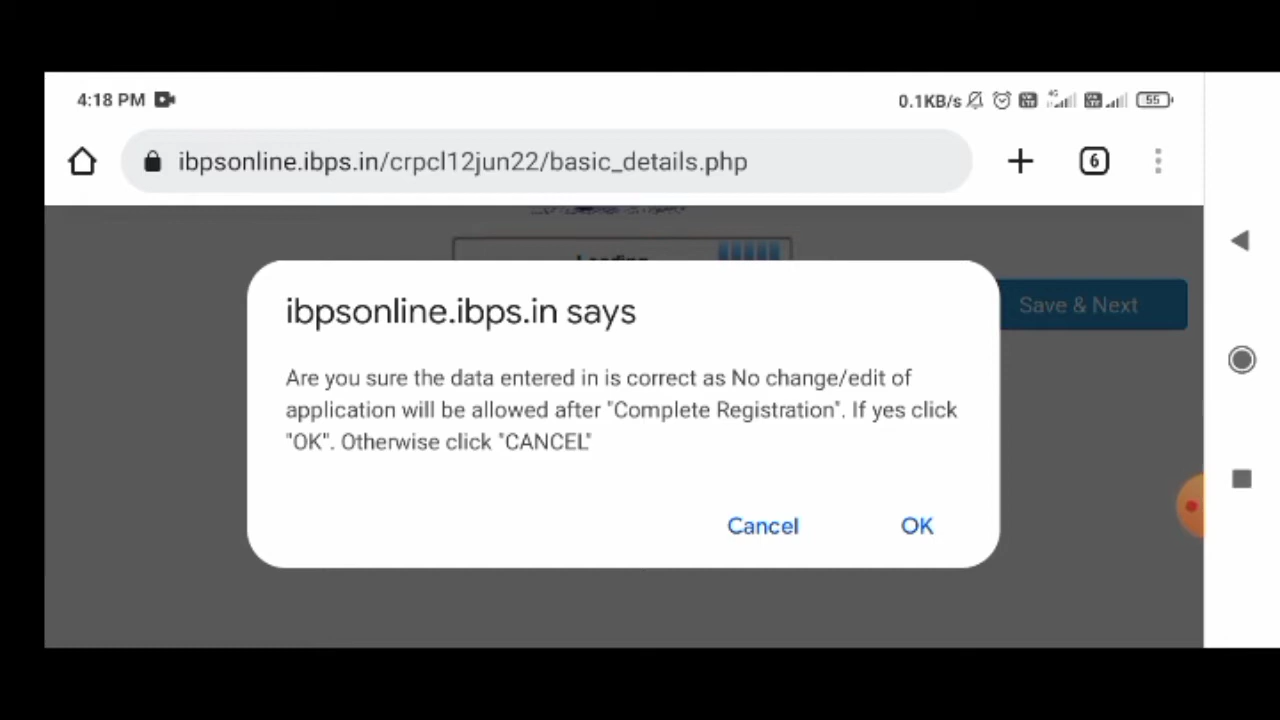 4:18 PM
0.1KB/s
4G
55
ibpsonline.ibps.in/crpcl12jun22/basic_details.php
6
Loading
ibpsonline.ibps.in says
Save & Next
Are you sure the data entered in is correct as No change/edit of
application will be allowed after "Complete Registration". If yes click
"OK". Otherwise click "CANCEL"
Cancel
OK